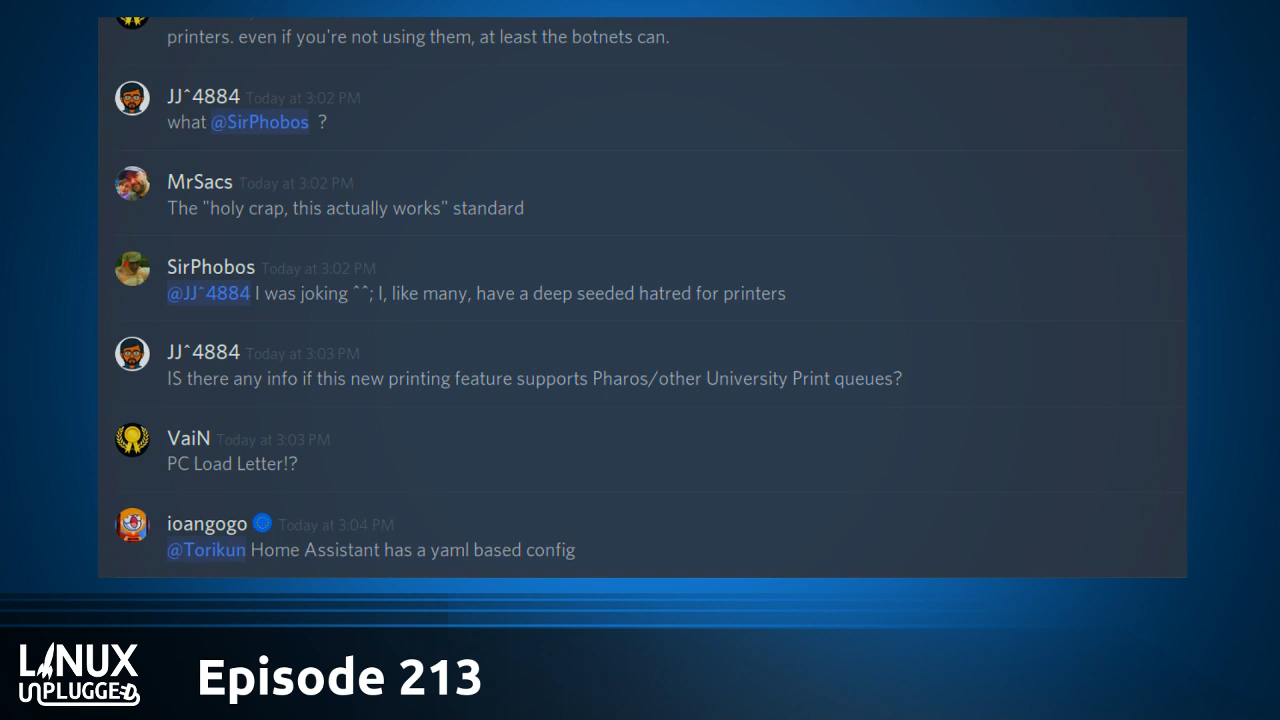 printers. even if you're not using them, at least the botnets can.
JJ^4884 Today at 3:02 PM
what @SirPhobos ?
MrSacs Today at 3:02 PM
The "holy crap, this actually works" standard
SirPhobos Today at 3:02 PM
@JJ^4884 I was joking ^^; I, like many, have a deep seeded hatred for printers
JJ^4884 Today at 3:03 PM
IS there any info if this new printing feature supports Pharos/other University Print queues?
VaiN Today at 3:03 PM
PC Load Letter!?
ioangogo Today at 3:04 PM
@Torikun Home Assistant has a yaml based config
LINUX
UNPLUGGED
Episode 213